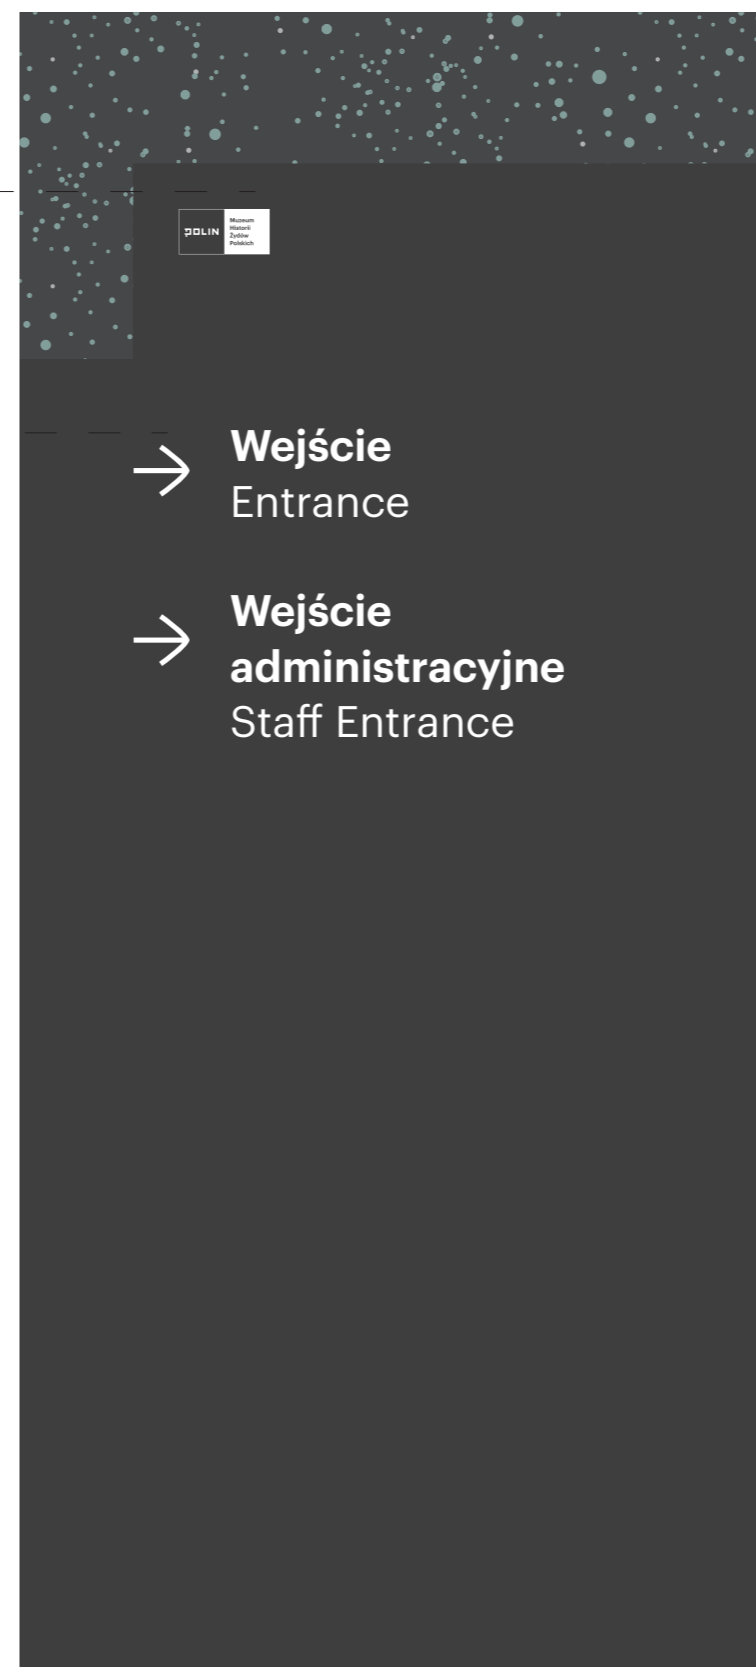 POLIN
Muzeum
Historii
Żydów
Polskich
Wejście
Entrance
Wejście
administracyjne
Staff Entrance